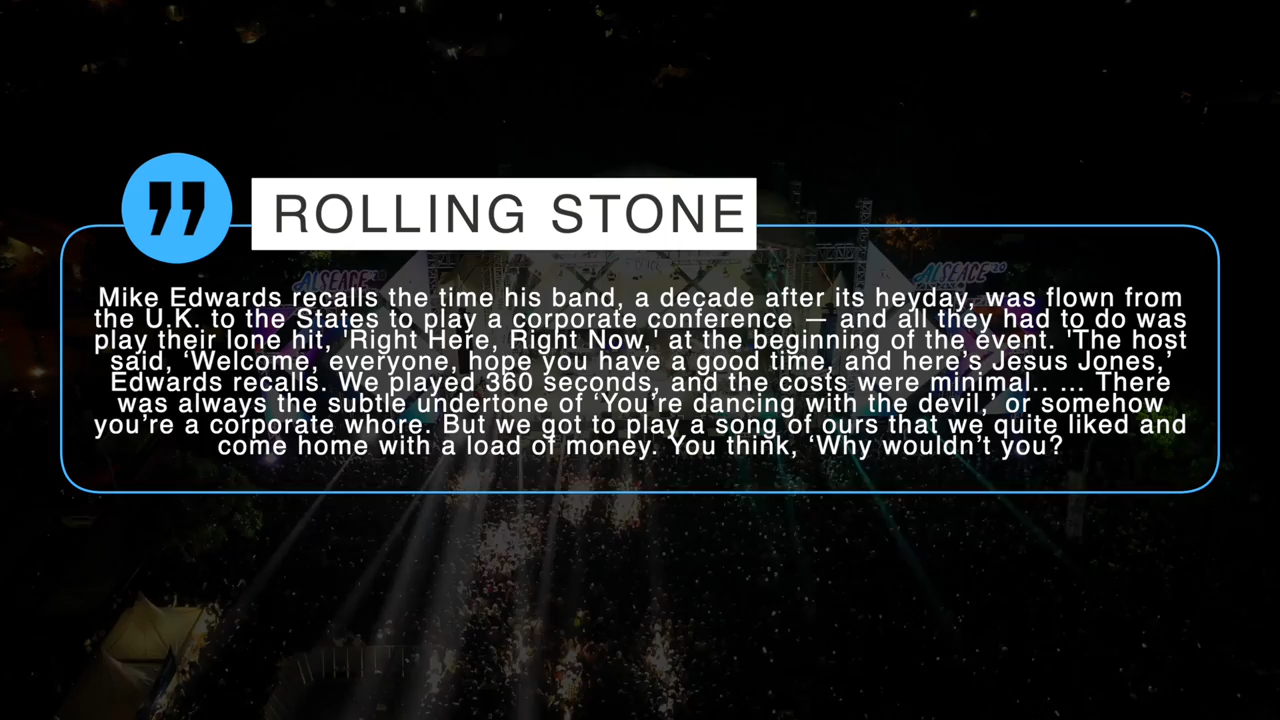 ROLLING STONE
Mike Edwards recalls the time his band, a decade after its heyday, was flown from
the U.K. to the States to play a corporate conference — and all they had to do was
play their lone hit, 'Right Here, Right Now,' at the beginning of the event. 'The host
said, ‘Welcome, everyone, hope you have a good time, and here’s Jesus Jones,’
Edwards recalls. We played 360 seconds, and the costs were minimal.. ... There
was always the subtle undertone of ‘You’re dancing with the devil,’ or somehow
you’re a corporate whore. But we got to play a song of ours that we quite liked and
come home with a load of money. You think, ‘Why wouldn’t you?